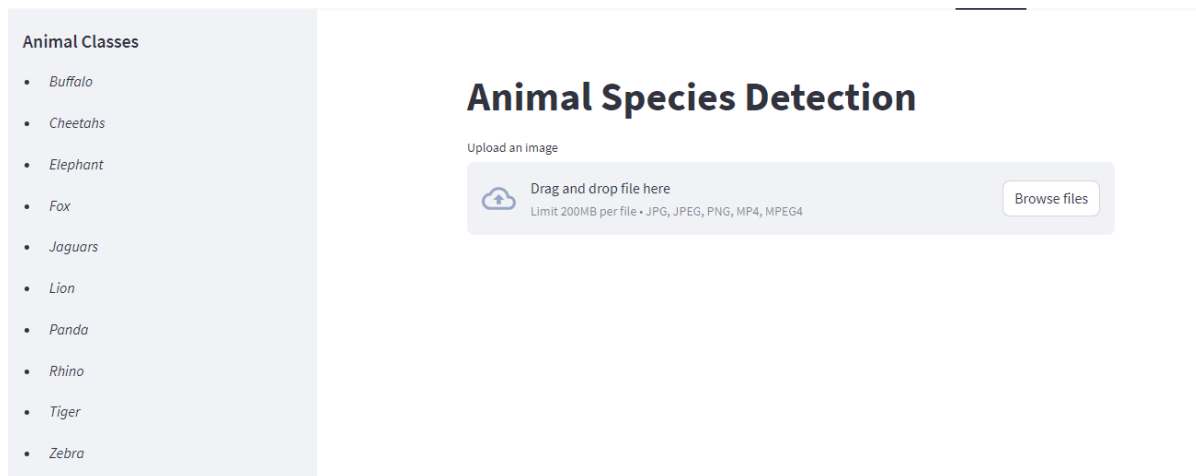 Animal Classes
Buffalo
Cheetahs
Elephant
Fox
Jaguars
Lion
Panda
Rhino
Tiger
Zebra
Animal Species Detection
Upload an image
Drag and drop file here
Limit 200MB per file • JPG, JPEG, PNG, MP4, MPEG4
Browse files